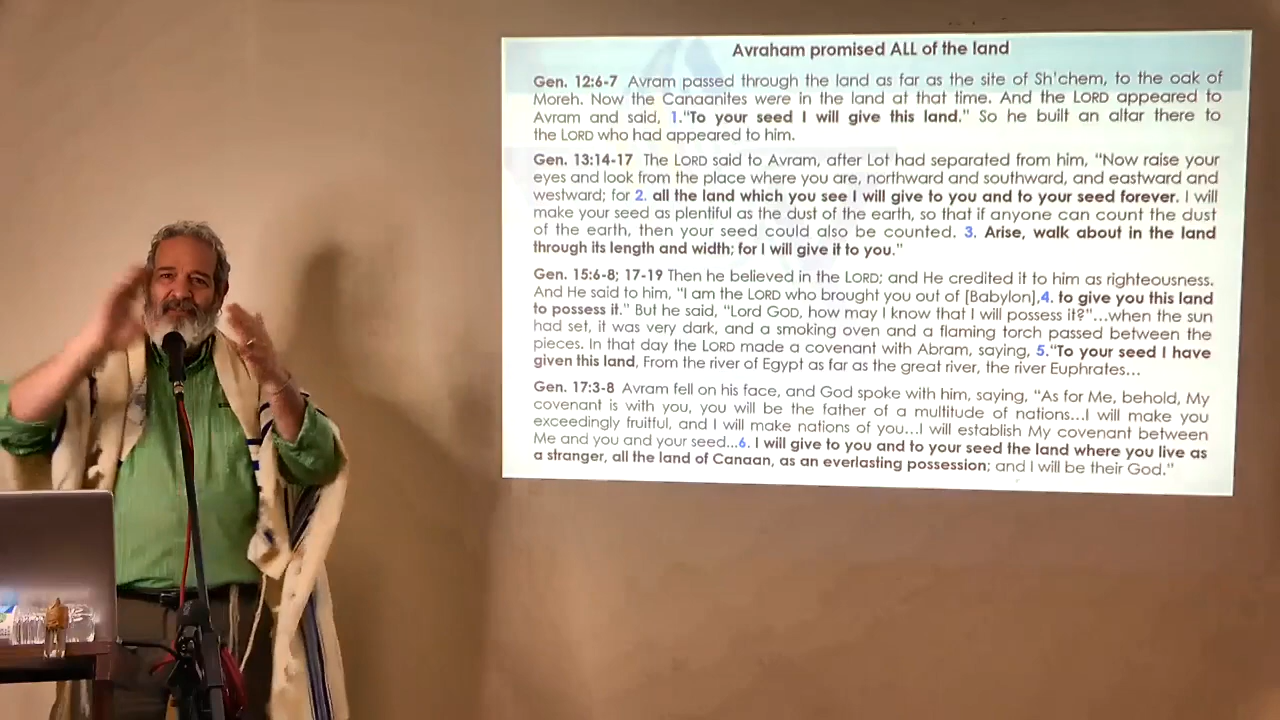 Avraham promised ALL of the land
Gen. 12:6-7 Avram passed through the land as far as the site of Sh'chem, to the oak of
Moreh. Now the Canaanites were in the land at that time. And the LORD appeared to
Avram and said, 1."To your seed I will give this land." So he built an altar there to
the LORD who had appeared to him.
Gen. 13:14-17 The LORD said to Avram, after Lot had separated from him, "Now raise your
eyes and look from the place where you are, northward and southward, and eastward and
westward; for 2. all the land which you see I will give to you and to your seed forever. I will
make your seed as plentiful as the dust of the earth, so that if anyone can count the dust
of the earth, then your seed could also be counted. 3. Arise, walk about in the land
through its length and width; for I will give it to you."
Gen. 15:6-8; 17-19 Then he believed in the LORD; and He credited it to him as righteousness.
And He said to him, "I am the LORD who brought you out of [Babylon],4. to give you this land
to possess it." But he said, "Lord GOD, how may I know that I will possess it?"...when the sun
had set, it was very dark, and a smoking oven and a flaming torch passed between the
pieces. In that day the LORD made a covenant with Abram, saying, 5."To your seed I have
given this land, From the river of Egypt as far as the great river, the river Euphrates...
Gen. 17:3-8 Avram fell on his face, and God spoke with him, saying, "As for Me, behold, My
covenant is with you, you will be the father of a multitude of nations...I will make you
exceedingly fruitful, and I will make nations of you...I will establish My covenant between
Me and you and your seed...6. I will give to you and to your seed the land where you live as
a stranger, all the land of Canaan, as an everlasting possession; and I will be their God."